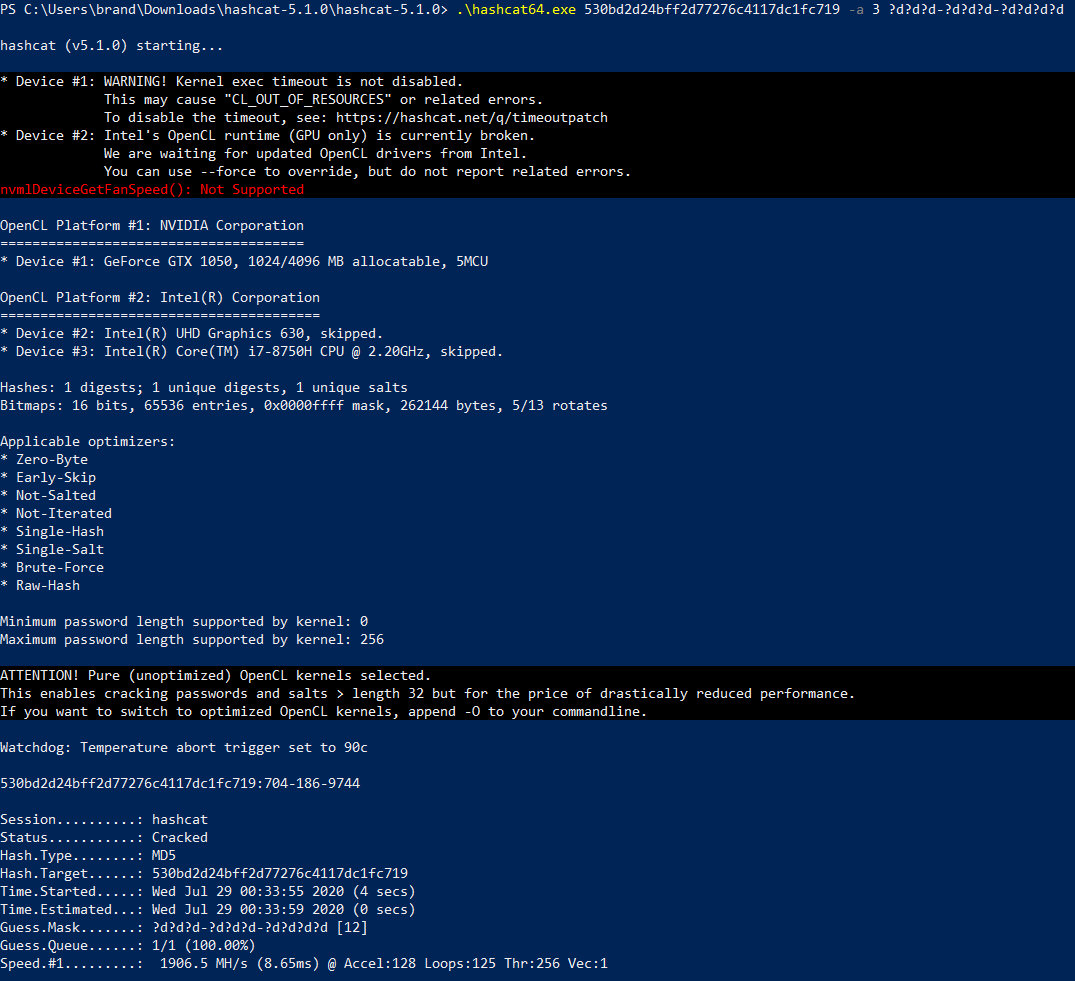 PS C:\Users\brand\Downloads\hashcat-5.1.0\hashcat-5.1.0> .\hashcat64.exe 530bd2d24bff2d77276c4117dc1fc719 -a 3 ?d?d?d-?d?d?d-?d?d?d?d
hashcat (v5.1.0) starting...
* Device #1: WARNING! Kernel exec timeout is not disabled.
This may cause "CL_OUT_OF_RESOURCES" or related errors.
To disable the timeout, see: https://hashcat.net/q/timeoutpatch
* Device #2: Intel's OpenCL runtime (GPU only) is currently broken.
We are waiting for updated OpenCL drivers from Intel.
You can use --force to override, but do not report related errors.
nvmlDeviceGetFanSpeed(): Not Supported
OpenCL Platform #1: NVIDIA Corporation
======================================
* Device #1: GeForce GTX 1050, 1024/4096 MB allocatable, 5MCU
OpenCL Platform #2: Intel(R) Corporation
========================================
* Device #2: Intel(R) UHD Graphics 630, skipped.
* Device #3: Intel(R) Core(TM) i7-8750H CPU @ 2.20GHz, skipped.
Hashes: 1 digests; 1 unique digests, 1 unique salts
Bitmaps: 16 bits, 65536 entries, 0x0000ffff mask, 262144 bytes, 5/13 rotates
Applicable optimizers:
* Zero-Byte
* Early-Skip
* Not-Salted
* Not-Iterated
* Single-Hash
* Single-Salt
* Brute-Force
* Raw-Hash
Minimum password length supported by kernel: 0
Maximum password length supported by kernel: 256
ATTENTION! Pure (unoptimized) OpenCL kernels selected.
This enables cracking passwords and salts > length 32 but for the price of drastically reduced performance.
If you want to switch to optimized OpenCL kernels, append -O to your commandline.
Watchdog: Temperature abort trigger set to 90c
530bd2d24bff2d77276c4117dc1fc719:704-186-9744
Session..........: hashcat
Status...........: Cracked
Hash.Type........: MD5
Hash.Target......: 530bd2d24bff2d77276c4117dc1fc719
Time.Started.....: Wed Jul 29 00:33:55 2020 (4 secs)
Time.Estimated...: Wed Jul 29 00:33:59 2020 (0 secs)
Guess.Mask.......: ?d?d?d-?d?d?d-?d?d?d?d [12]
Guess.Queue......: 1/1 (100.00%)
Speed.#1.........:  1906.5 MH/s (8.65ms) @ Accel:128 Loops:125 Thr:256 Vec:1